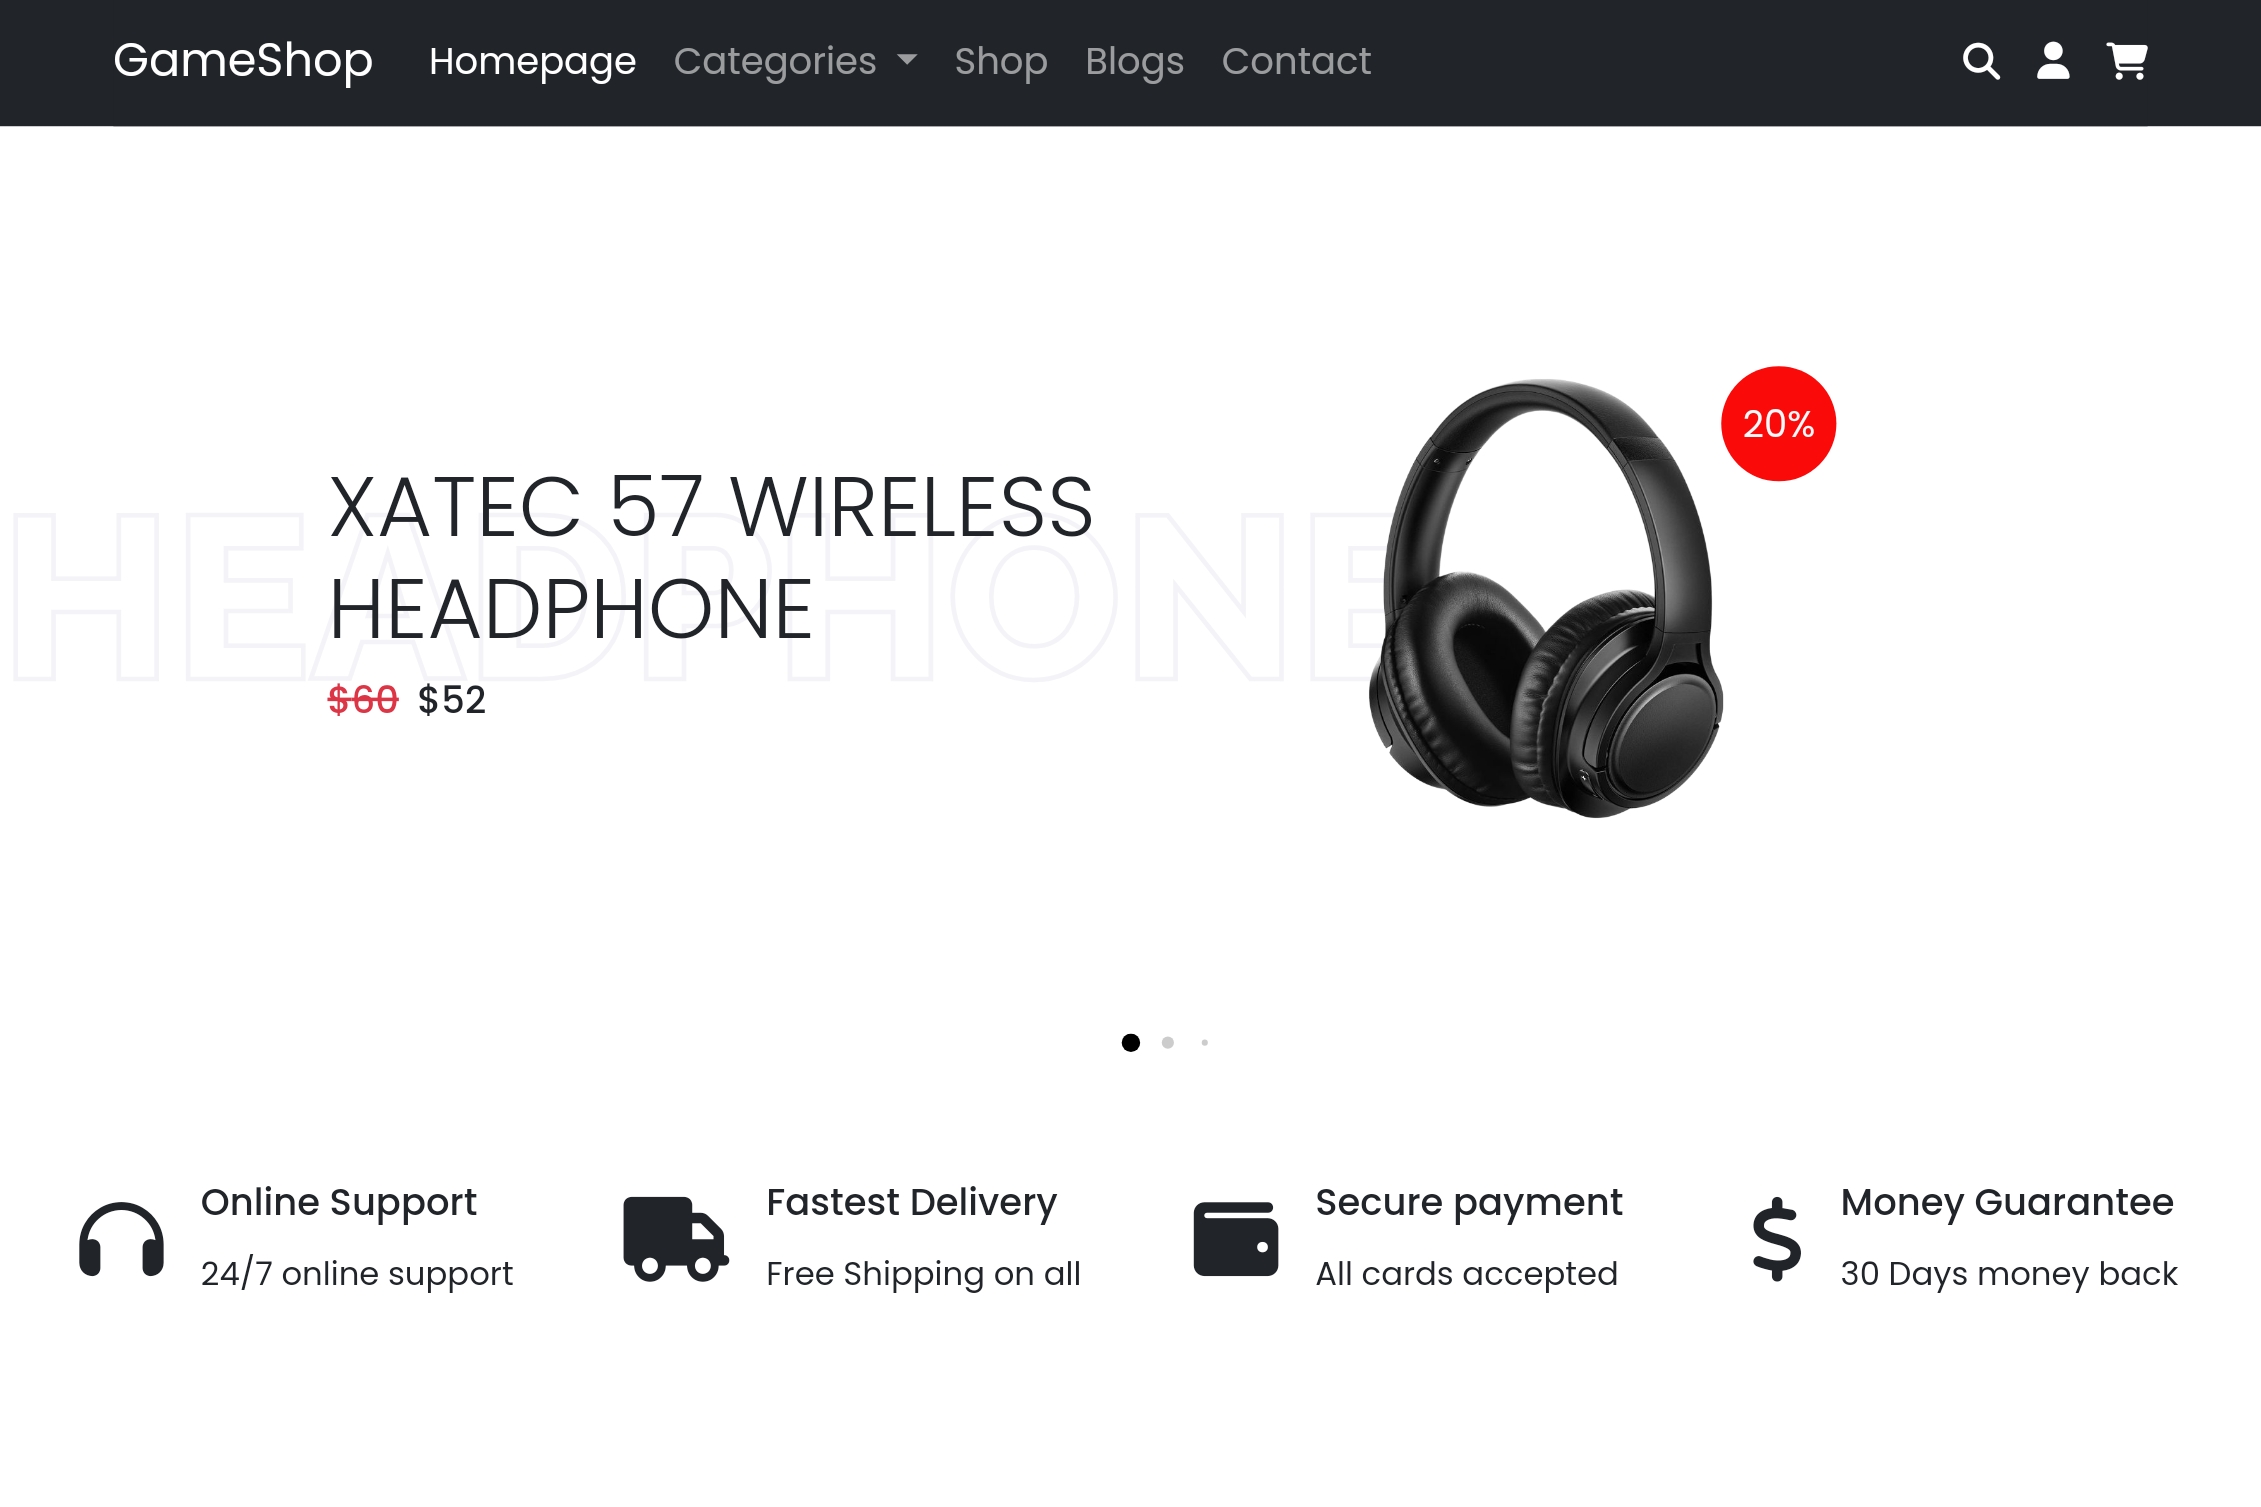 GameShop Homepage Categories Shop Blogs Contact
20%
HEADPHONE
XATEC 57 WIRELESS
HEADPHONE
$60 $52
Online Support
24/7 online support
Fastest Delivery
Free Shipping on all
Secure payment
All cards accepted
Money Guarantee
30 Days money back